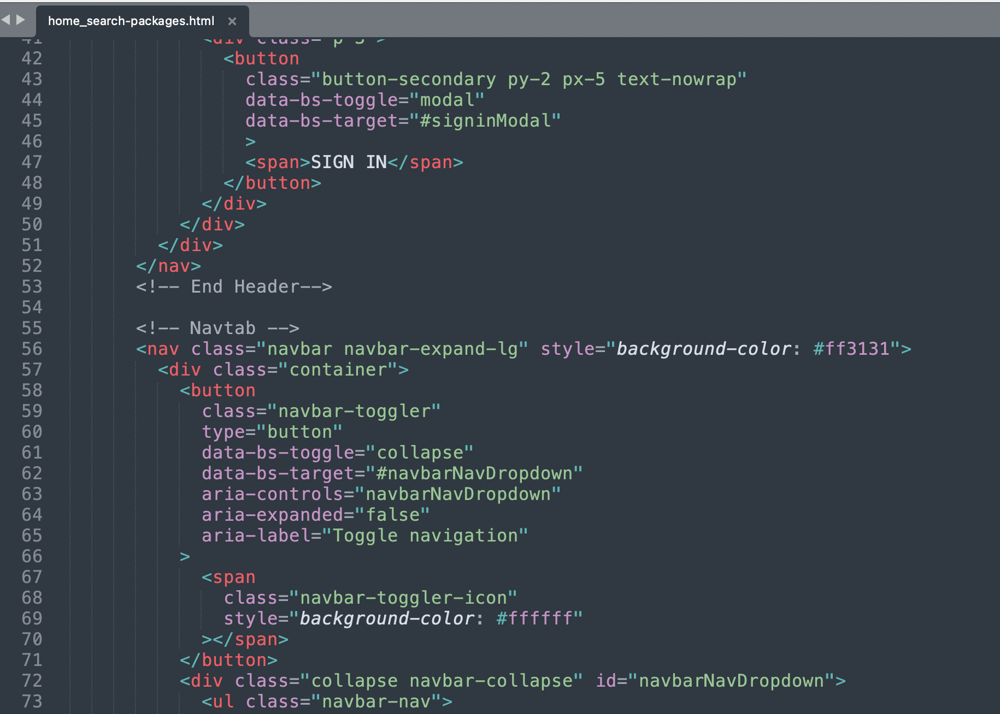 home_search-packages.html ×
41 <div class="p-3">
42 <button
43 class="button-secondary py-2 px-5 text-nowrap"
44 data-bs-toggle="modal"
45 data-bs-target="#signinModal"
46 >
47 <span>SIGN IN</span>
48 </button>
49 </div>
50 </div>
51 </div>
52 </nav>
53 <!-- End Header-->
54
55 <!-- Navtab -->
56 <nav class="navbar navbar-expand-lg" style="background-color: #ff3131">
57 <div class="container">
58 <button
59 class="navbar-toggler"
60 type="button"
61 data-bs-toggle="collapse"
62 data-bs-target="#navbarNavDropdown"
63 aria-controls="navbarNavDropdown"
64 aria-expanded="false"
65 aria-label="Toggle navigation"
66 >
67 <span
68 class="navbar-toggler-icon"
69 style="background-color: #ffffff"
70 ></span>
71 </button>
72 <div class="collapse navbar-collapse" id="navbarNavDropdown">
73 <ul class="navbar-nav">